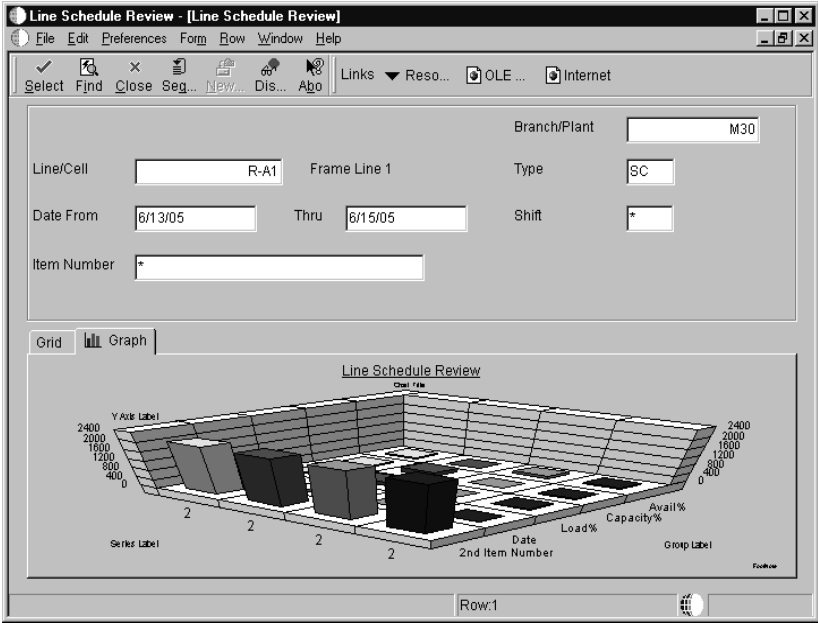 Line Schedule Review - [Line Schedule Review]
File Edit Preferences Form Row Window Help
Select Find Close Seq... New... Dis... Abo Links Reso... OLE ... Internet
Branch/Plant M30
Line/Cell R-A1 Frame Line 1 Type SC
Date From 6/13/05 Thru 6/15/05 Shift *
Item Number *
Grid Graph
Line Schedule Review
Chart Title
Y Axis Label
2400 2400
2000 2000
1600 1600
1200 1200
800 800
400 400
0 0
2 2 2 2
2nd Item Number Date Load% Capacity% Avail%
Series Label Group Label
Footnote
Row:1